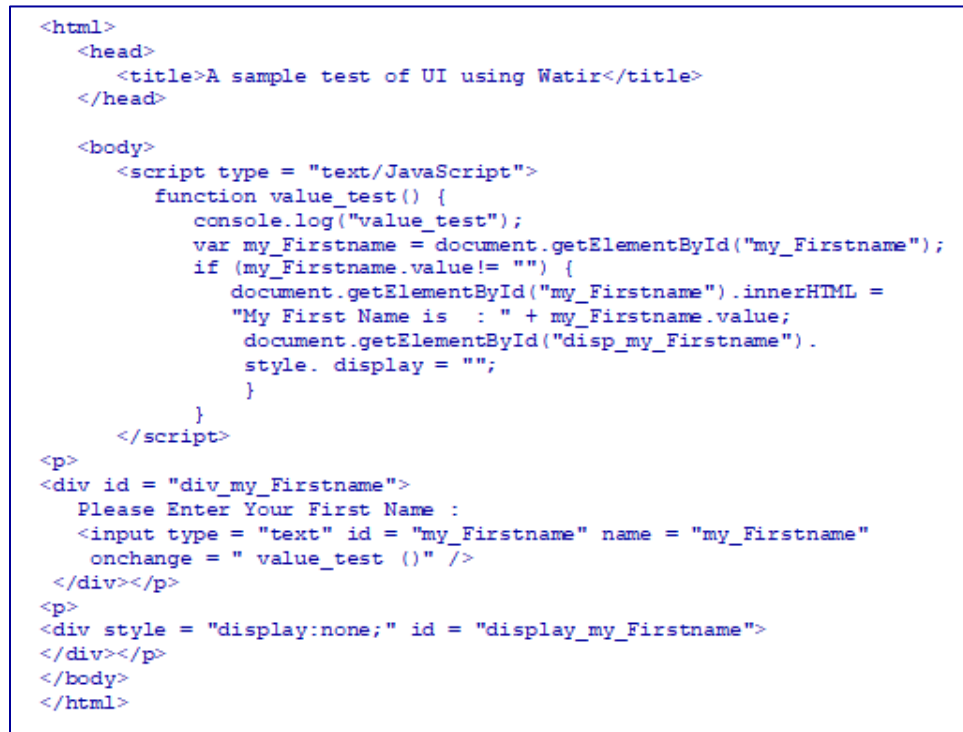 <html>
   <head>
      <title>A sample test of UI using Watir</title>
   </head>

   <body>
      <script type = "text/JavaScript">
         function value_test() {
            console.log("value_test");
            var my_Firstname = document.getElementById("my_Firstname");
            if (my_Firstname.value!= "") {
               document.getElementById("my_Firstname").innerHTML =
               "My First Name is  : " + my_Firstname.value;
                document.getElementById("disp_my_Firstname").
                style. display = "";
                }
            }
      </script>
<p>
<div id = "div_my_Firstname">
   Please Enter Your First Name :
   <input type = "text" id = "my_Firstname" name = "my_Firstname"
    onchange = " value_test ()" />
 </div></p>
<p>
<div style = "display:none;" id = "display_my_Firstname">
</div></p>
</body>
</html>